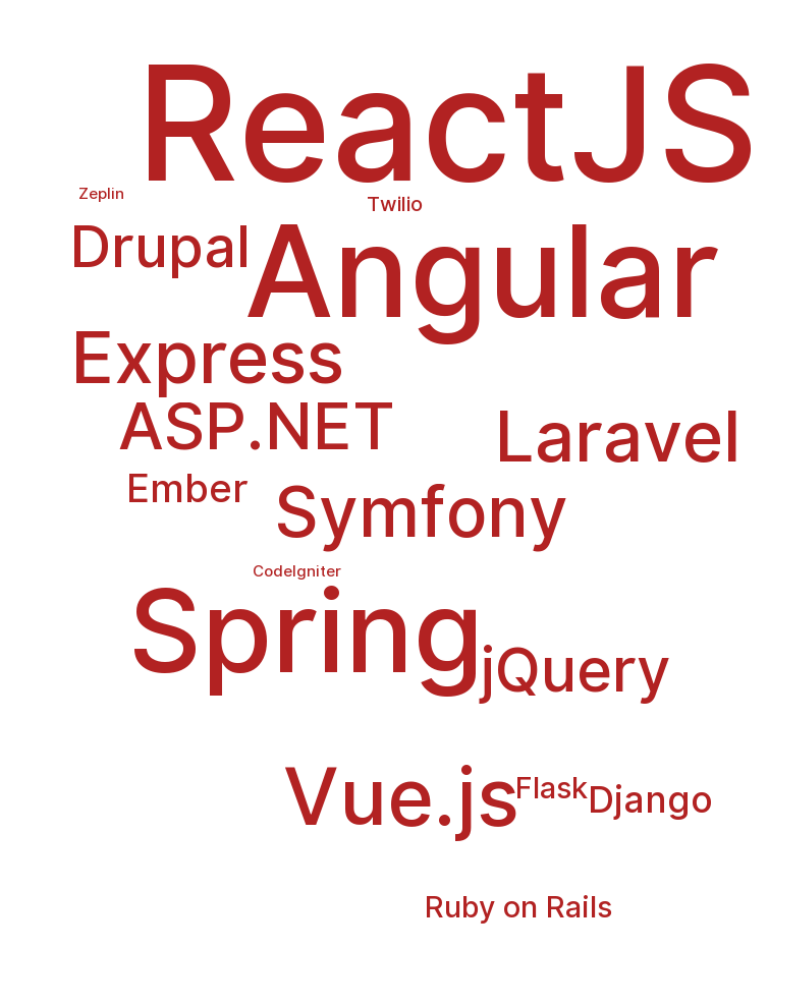 ReactJS
Zeplin
Twilio
Drupal
Angular
Express
ASP.NET
Laravel
Ember
Symfony
CodeIgniter
Spring
jQuery
Vue.js
Flask
Django
Ruby on Rails